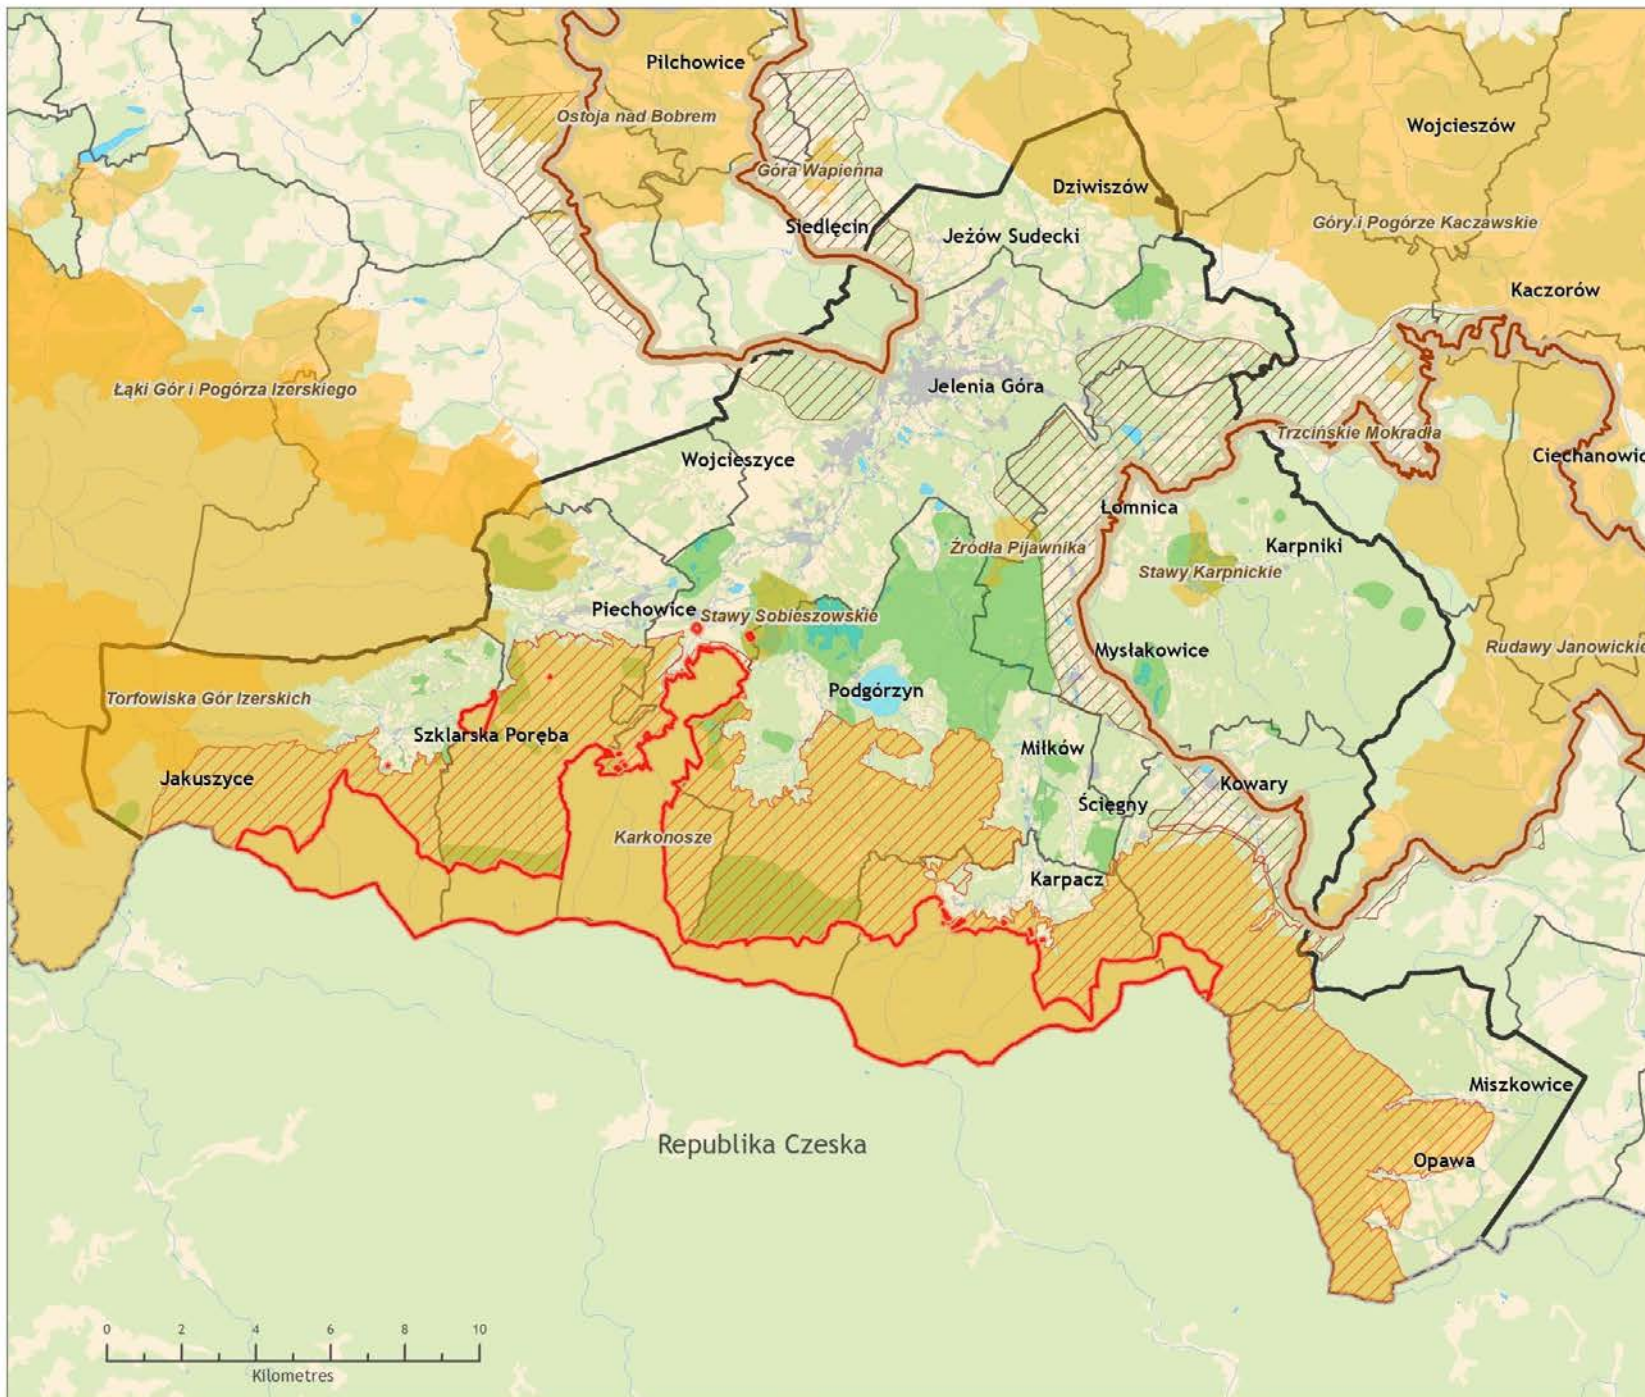 Pilchowice
Ostoja nad Bobrem
Wojcieszów
Góra Wapienna
Dziwiszów
Siedlęcin
Jeżów Sudecki
Góry i Pogórze Kaczawskie
Kaczorów
Łąki Gór i Pogórza Izerskiego
Jelenia Góra
Trzcińskie Mokradła
Ciechanowic
Wojcieszyce
Łomnica
Źródła Pijawnika
Karpniki
Stawy Karpnickie
Piechowice
Stawy Sobieszowskie
Mysłakowice
Rudawy Janowickie
Torfowiska Gór Izerskich
Podgórzyn
Szklarska Poręba
Miłków
Jakuszyce
Kowary
Ścięgny
Karkonosze
Karpacz
Miszkowice
Republika Czeska
Opawa
0 2 4 6 8 10
Kilometres